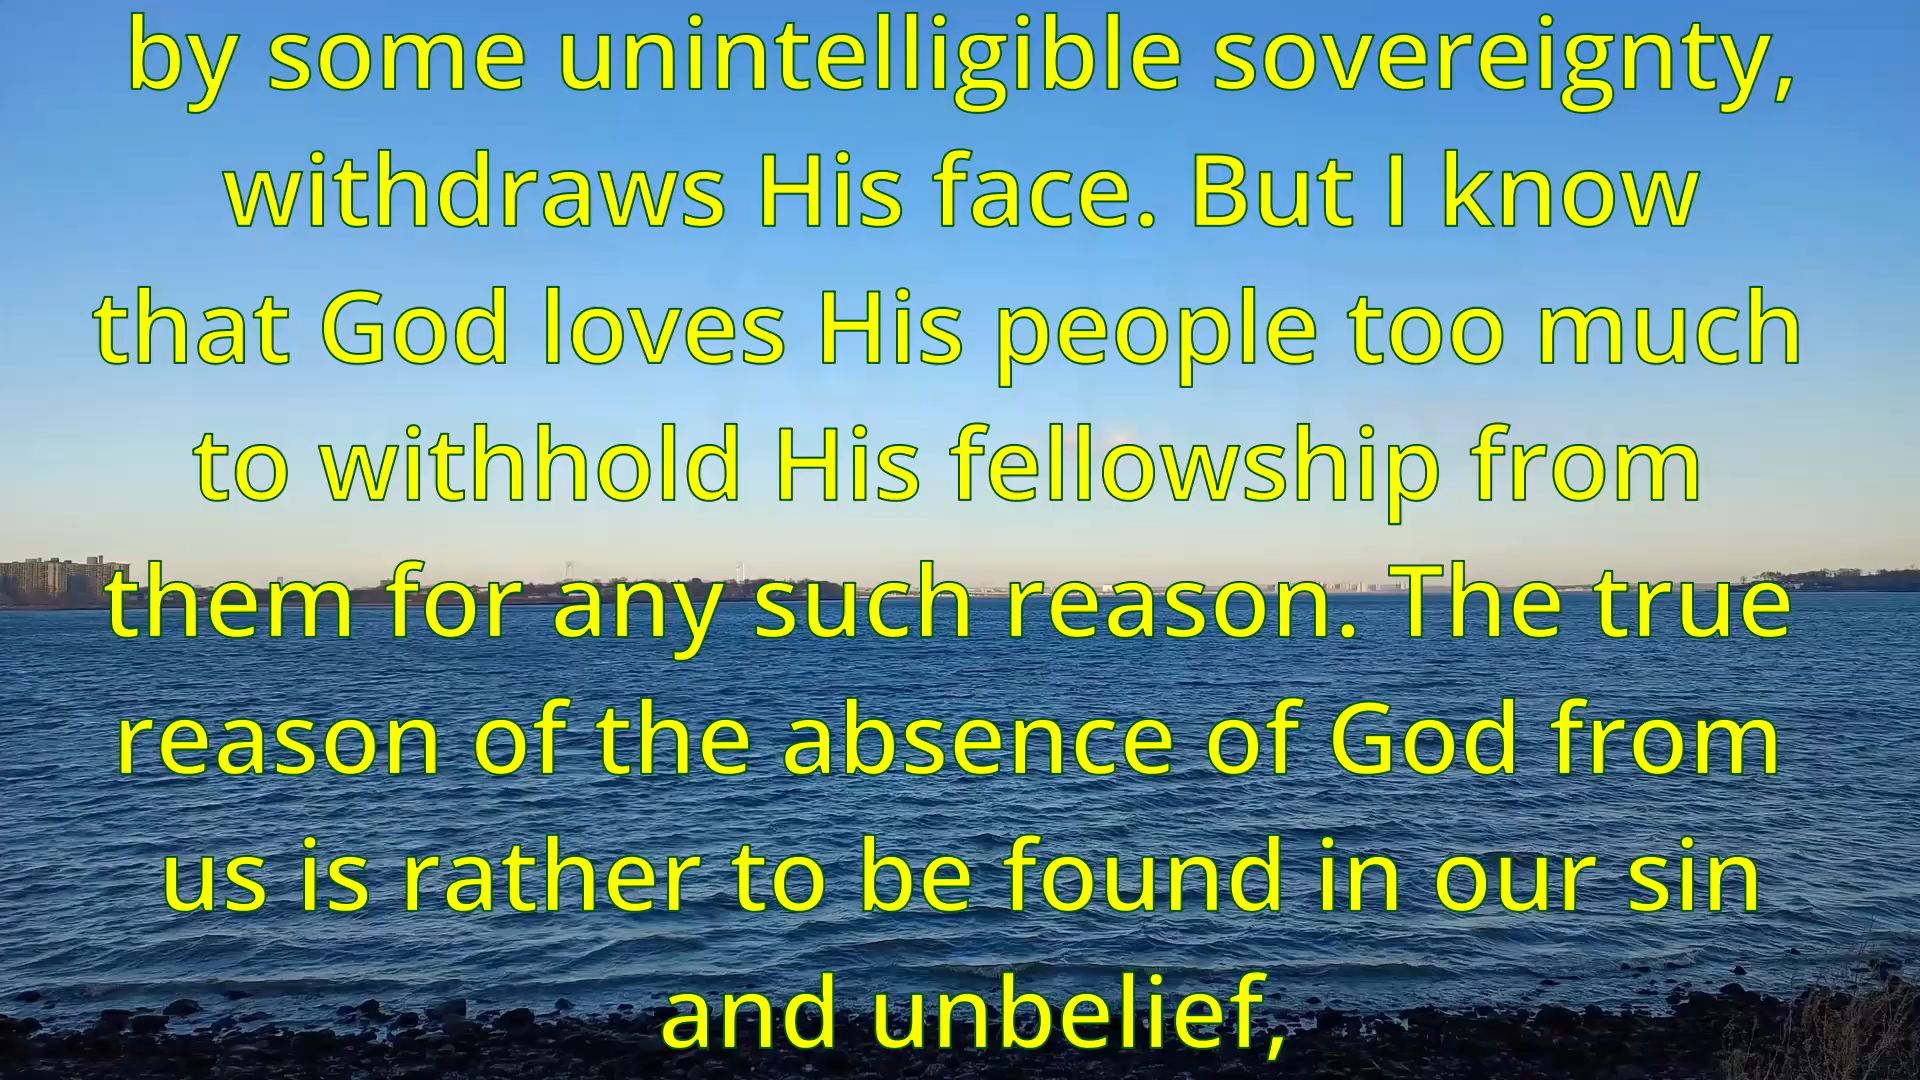 by some unintelligible sovereignty,
withdraws His face. But I know
that God loves His people too much
to withhold His fellowship from
them for any such reason. The true
reason of the absence of God from
us is rather to be found in our sin
and unbelief,